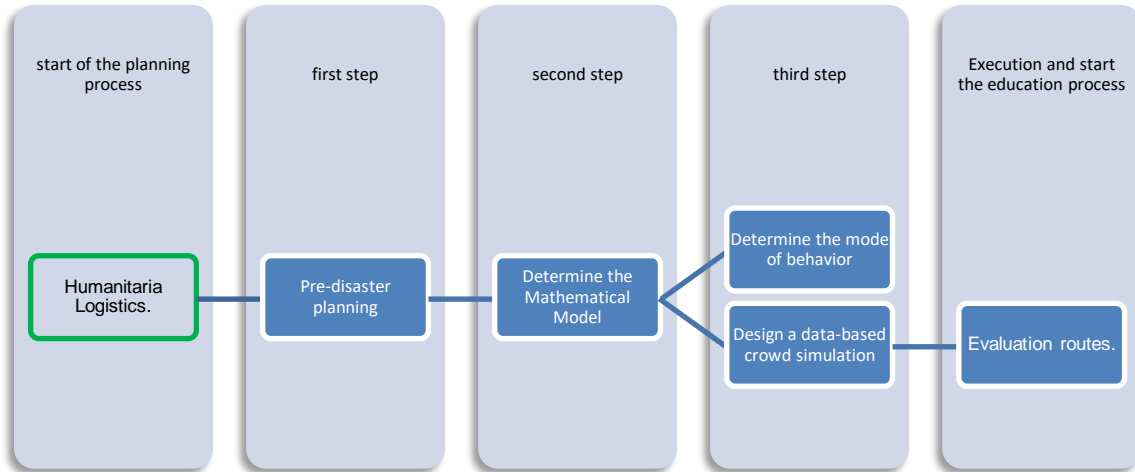 start of the planning
process
first step
second step
third step
Execution and start
the education process
Humanitaria
Logistics.
Pre-disaster
planning
Determine the
Mathematical
Model
Determine the mode
of behavior
Design a data-based
crowd simulation
Evaluation routes.